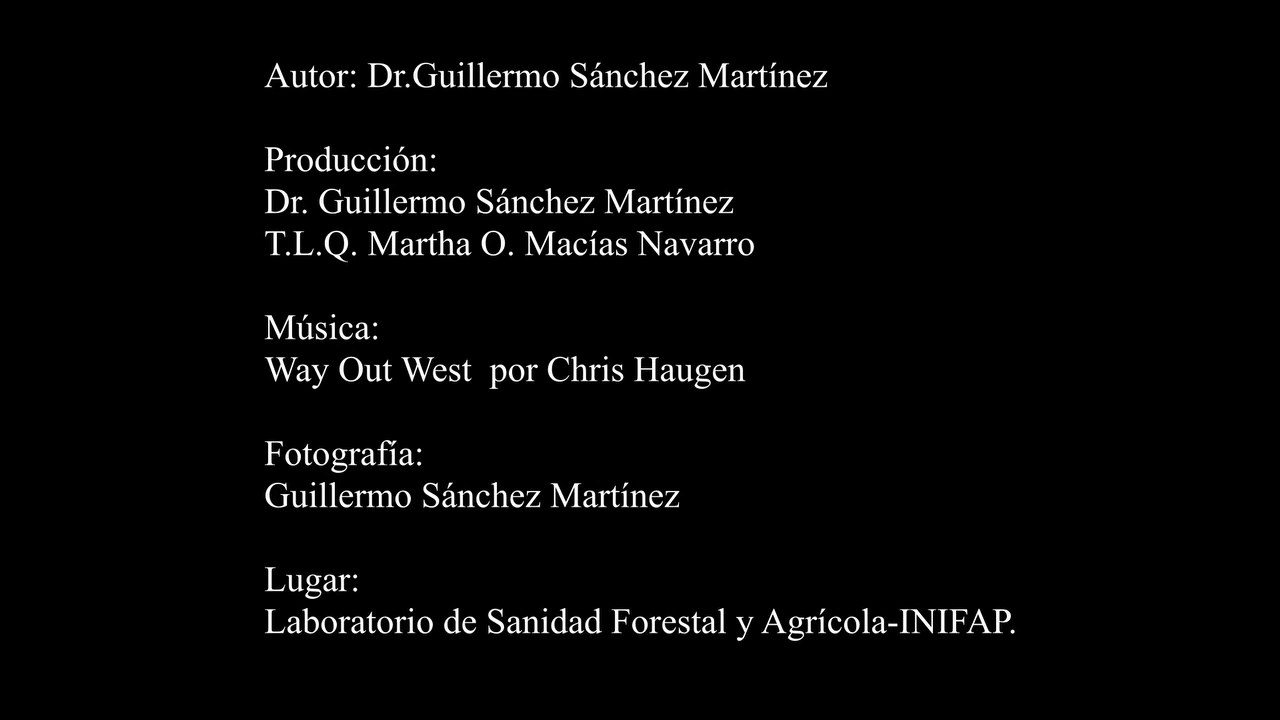 Autor: Dr.Guillermo Sánchez Martínez
Producción:
Dr. Guillermo Sánchez Martínez
T.L.Q. Martha O. Macías Navarro
Música:
Way Out West  por Chris Haugen
Fotografía:
Guillermo Sánchez Martínez
Lugar:
Laboratorio de Sanidad Forestal y Agrícola-INIFAP.